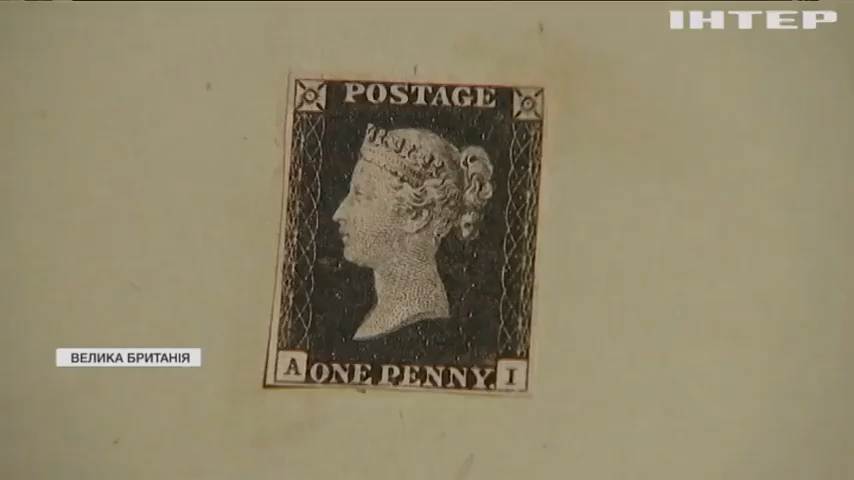 ІНТЕР
POSTAGE
ВЕЛИКА БРИТАНІЯ
A ONE PENNY. I